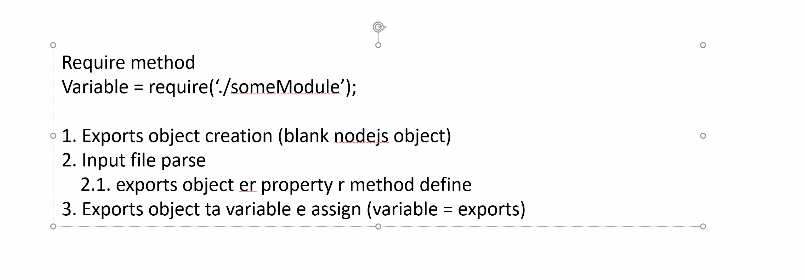 Require method
Variable = require(‘./someModule’);
1. Exports object creation (blank nodejs object)
2. Input file parse
2.1. exports object er property r method define
3. Exports object ta variable e assign (variable = exports)